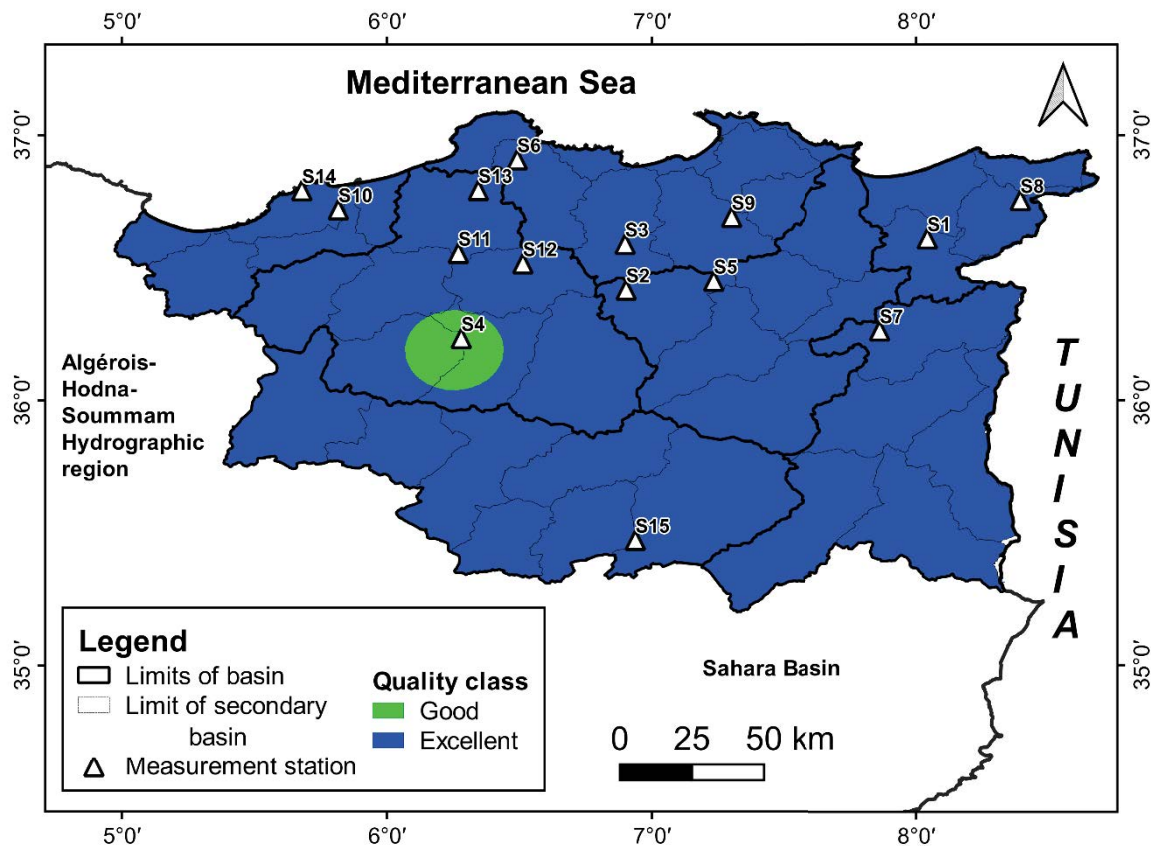 5°0′ 6°0′ 7°0′ 8°0′
Mediterranean Sea
37°0′
37°0′
S6
S14
S13
S10
S8
S9
S1
S3
S11
S12
S2
S5
S7
S4
Algérois-
Hodna-
Soummam
Hydrographic
region
36°0′
36°0′
TUNISIA
S15
Legend
Limits of basin
Limit of secondary
basin
Measurement station
Quality class
Good
Excellent
Sahara Basin
0 25 50 km
35°0′
35°0′
5°0′ 6°0′ 7°0′ 8°0′